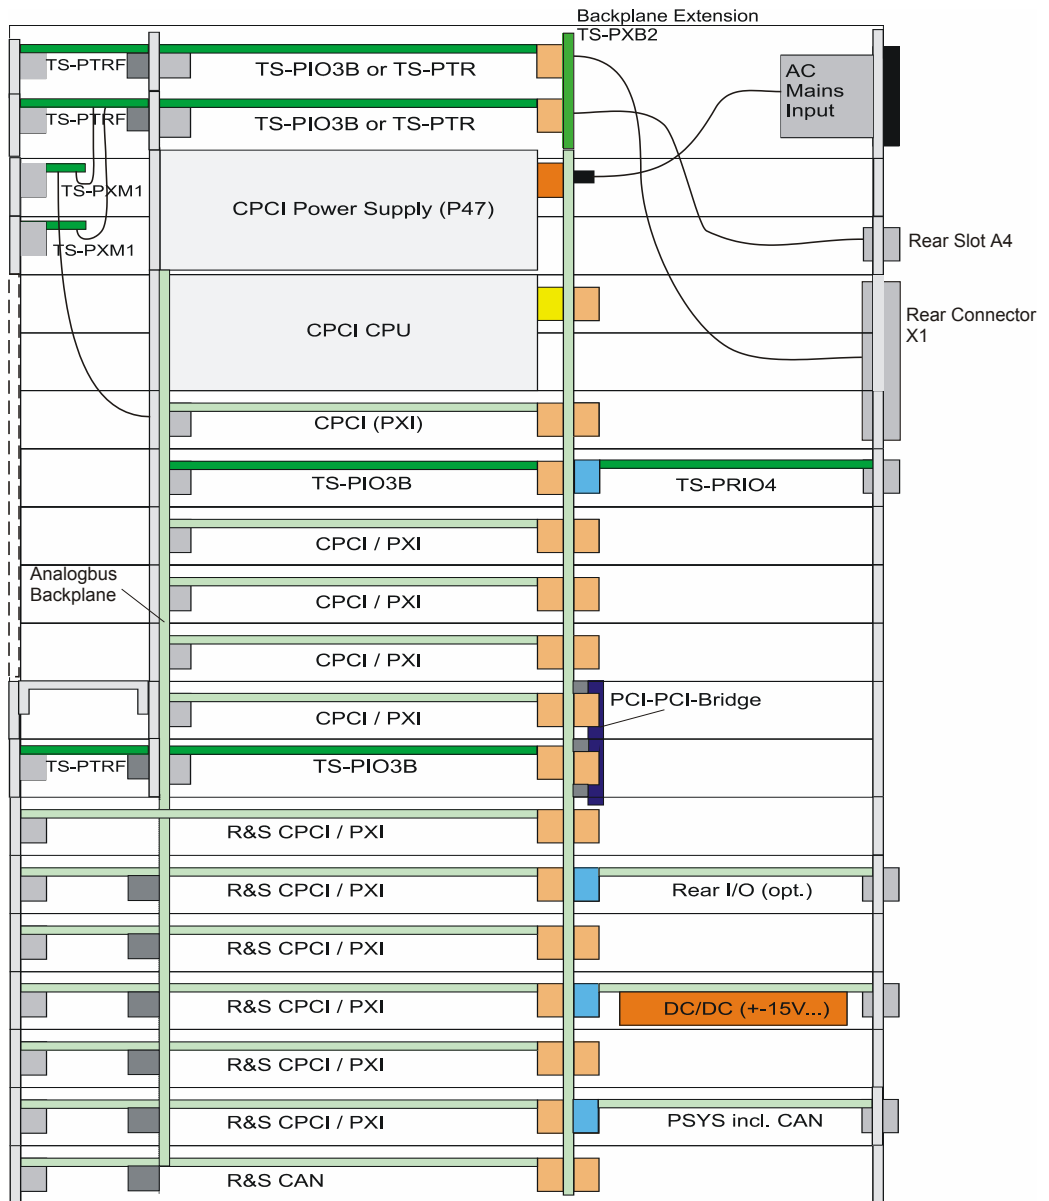 Backplane Extension
TS-PXB2
TS-PTRF
TS-PIO3B or TS-PTR
AC
Mains
Input
TS-PTRF
TS-PIO3B or TS-PTR
TS-PXM1
CPCI Power Supply (P47)
TS-PXM1
Rear Slot A4
CPCI CPU
Rear Connector
X1
CPCI (PXI)
TS-PIO3B
TS-PRIO4
CPCI / PXI
Analogbus
Backplane
CPCI / PXI
CPCI / PXI
CPCI / PXI
PCI-PCI-Bridge
TS-PTRF
TS-PIO3B
R&S CPCI / PXI
R&S CPCI / PXI
Rear I/O (opt.)
R&S CPCI / PXI
R&S CPCI / PXI
DC/DC (+-15V...)
R&S CPCI / PXI
R&S CPCI / PXI
PSYS incl. CAN
R&S CAN